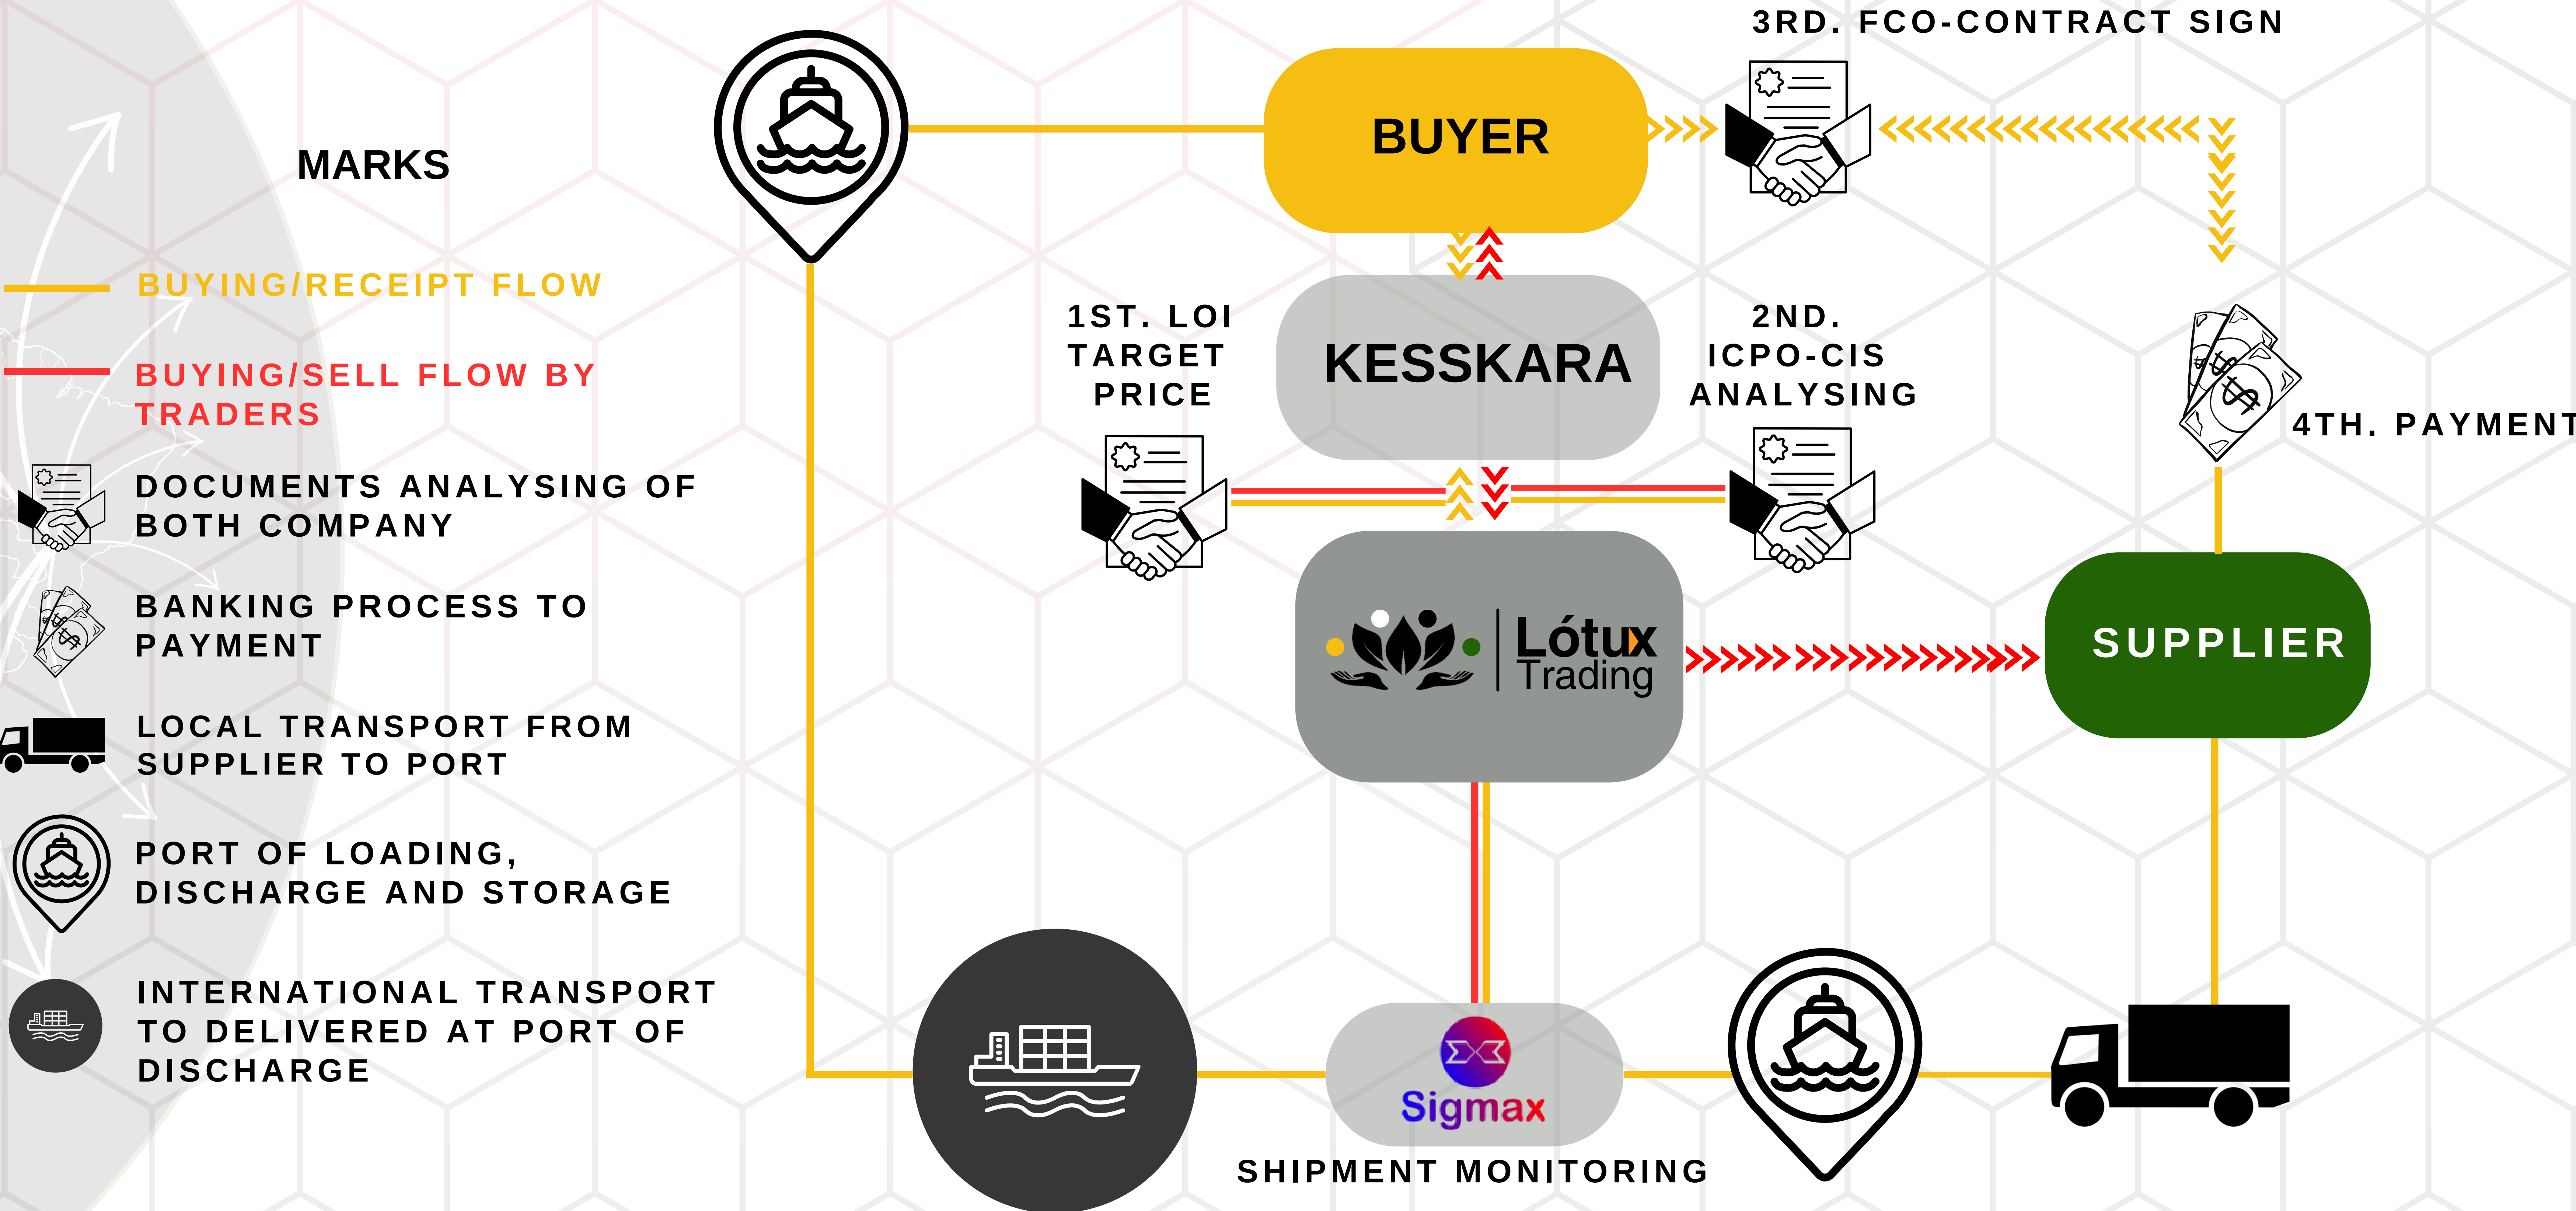 MARKS
BUYING/RECEIPT FLOW
BUYING/SELL FLOW BY
TRADERS
DOCUMENTS ANALYSING OF
BOTH COMPANY
BANKING PROCESS TO
PAYMENT
LOCAL TRANSPORT FROM
SUPPLIER TO PORT
PORT OF LOADING,
DISCHARGE AND STORAGE
INTERNATIONAL TRANSPORT
TO DELIVERED AT PORT OF
DISCHARGE
3RD. FCO-CONTRACT SIGN
BUYER
1ST. LOI
TARGET
PRICE
KESSKARA
2ND.
ICPO-CIS
ANALYSING
4TH. PAYMENT
Lótux
Trading
SUPPLIER
Sigmax
SHIPMENT MONITORING